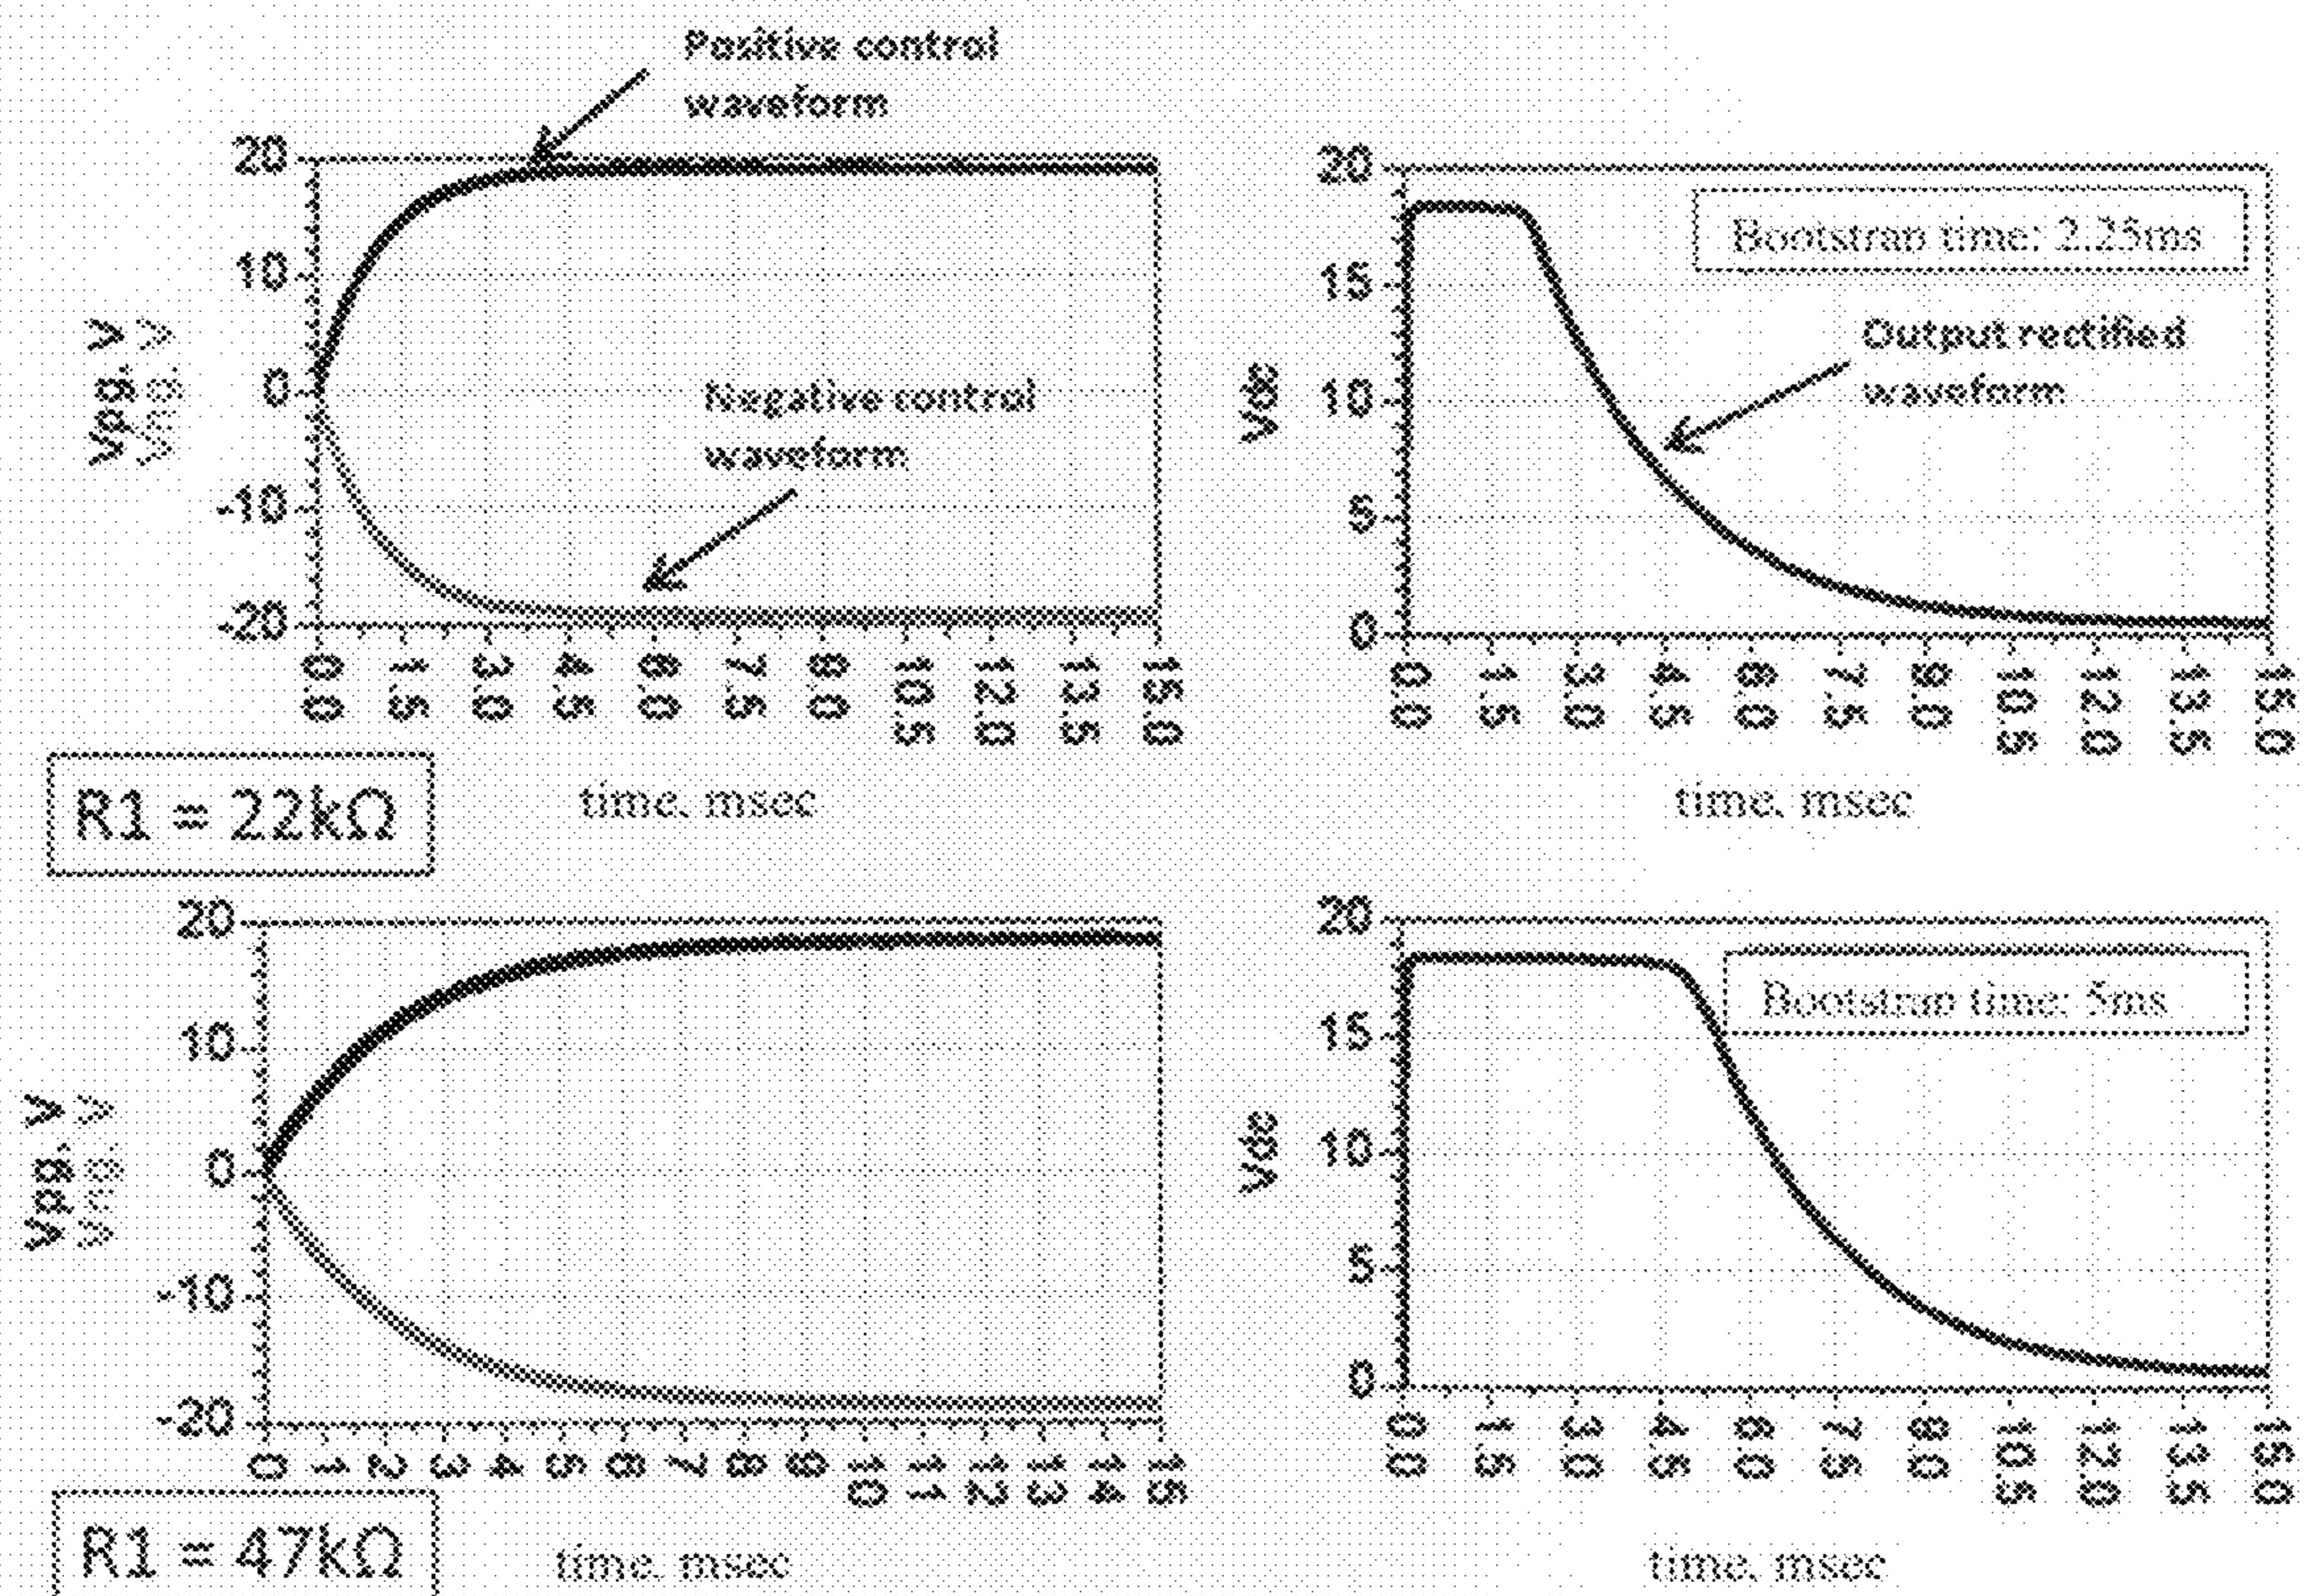 Positive control
waveform
20
10
0
-10
-20
Vpg, V
Vng, V
Negative control
waveform
0.0 1.5 3.0 4.5 6.0 7.5 9.0 10.5 12.0 13.5 15.0
time, msec
R1 = 22kΩ
20
15
10
5
0
Vdc
Bootstrap time: 2.25ms
Output rectified
waveform
0.0 1.5 3.0 4.5 6.0 7.5 9.0 10.5 12.0 13.5 15.0
time, msec
20
10
0
-10
-20
Vpg, V
Vng, V
0 1 2 3 4 5 6 7 8 9 10 11 12 13 14 15
time, msec
R1 = 47kΩ
20
15
10
5
0
Vdc
Bootstrap time: 5ms
0.0 1.5 3.0 4.5 6.0 7.5 9.0 10.5 12.0 13.5 15.0
time, msec